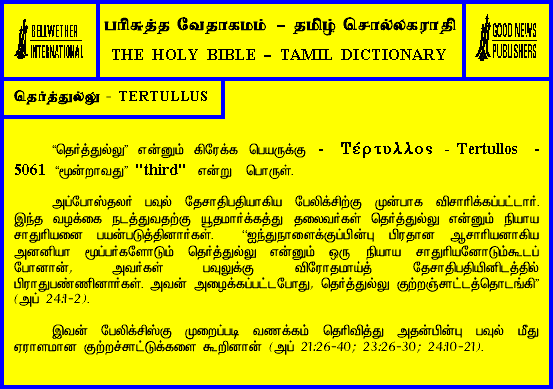 BELLWETHER
INTERNATIONAL
பரிசுத்த வேதாகமம் – தமிழ் சொல்லகராதி
THE HOLY BIBLE – TAMIL DICTIONARY
GOOD NEWS
PUBLISHERS
தெர்த்துல்லு - TERTULLUS
“தெர்த்துல்லு” என்னும் கிரேக்க பெயருக்கு - Τέρτυλλος - Tertullos -
5061 “மூன்றாவது” "third" என்று பொருள்.
அப்போஸ்தலர் பவுல் தேசாதிபதியாகிய பேலிக்சிற்கு முன்பாக விசாரிக்கப்பட்டார்.
இந்த வழக்கை நடத்துவதற்கு யூதமார்க்கத்து தலைவர்கள் தெர்த்துல்லு என்னும் நியாய
சாதுரியனை பயன்படுத்தினார்கள். “ஐந்துநாளைக்குப்பின்பு பிரதான ஆசாரியனாகிய
அனனியா மூப்பர்களோடும் தெர்த்துல்லு என்னும் ஒரு நியாய சாதுரியனோடும்கூடப்
போனான், அவர்கள் பவுலுக்கு விரோதமாய்த் தேசாதிபதியினிடத்தில்
பிராதுபண்ணினார்கள். அவன் அழைக்கப்பட்டபோது, தெர்த்துல்லு குற்றஞ்சாட்டத்தொடங்கி”
(அப் 24:1-2).
இவன் பேலிக்சிஸ்கு முறைப்படி வணக்கம் தெரிவித்து அதன்பின்பு பவுல் மீது
ஏராளமான குற்றச்சாட்டுக்களை கூறினான் (அப் 21:26-40; 23:26-30; 24:10-21).